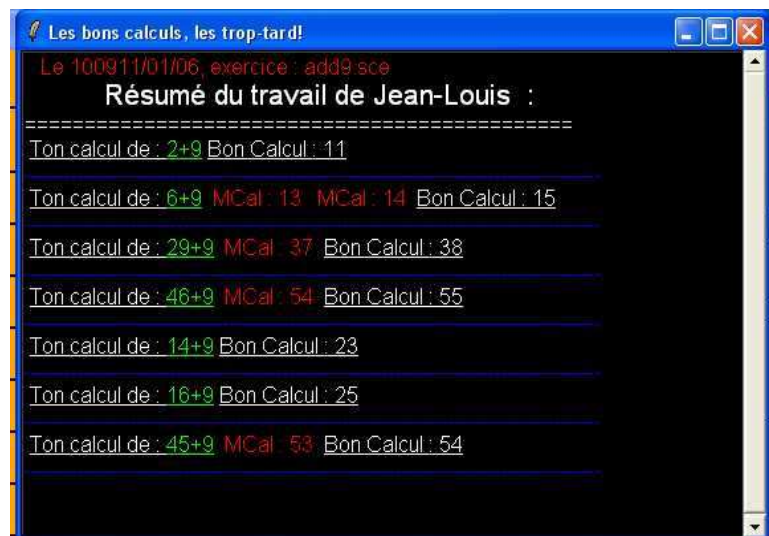 Les bons calculs, les trop-tard!
Le 100911/01/06, exercice : add9.sce
Résumé du travail de Jean-Louis :
==============================================
Ton calcul de : 2+9 Bon Calcul : 11
Ton calcul de : 6+9 MCal : 13 MCal : 14 Bon Calcul : 15
Ton calcul de : 29+9 MCal : 37 Bon Calcul : 38
Ton calcul de : 46+9 MCal : 54 Bon Calcul : 55
Ton calcul de : 14+9 Bon Calcul : 23
Ton calcul de : 16+9 Bon Calcul : 25
Ton calcul de : 45+9 MCal : 53 Bon Calcul : 54